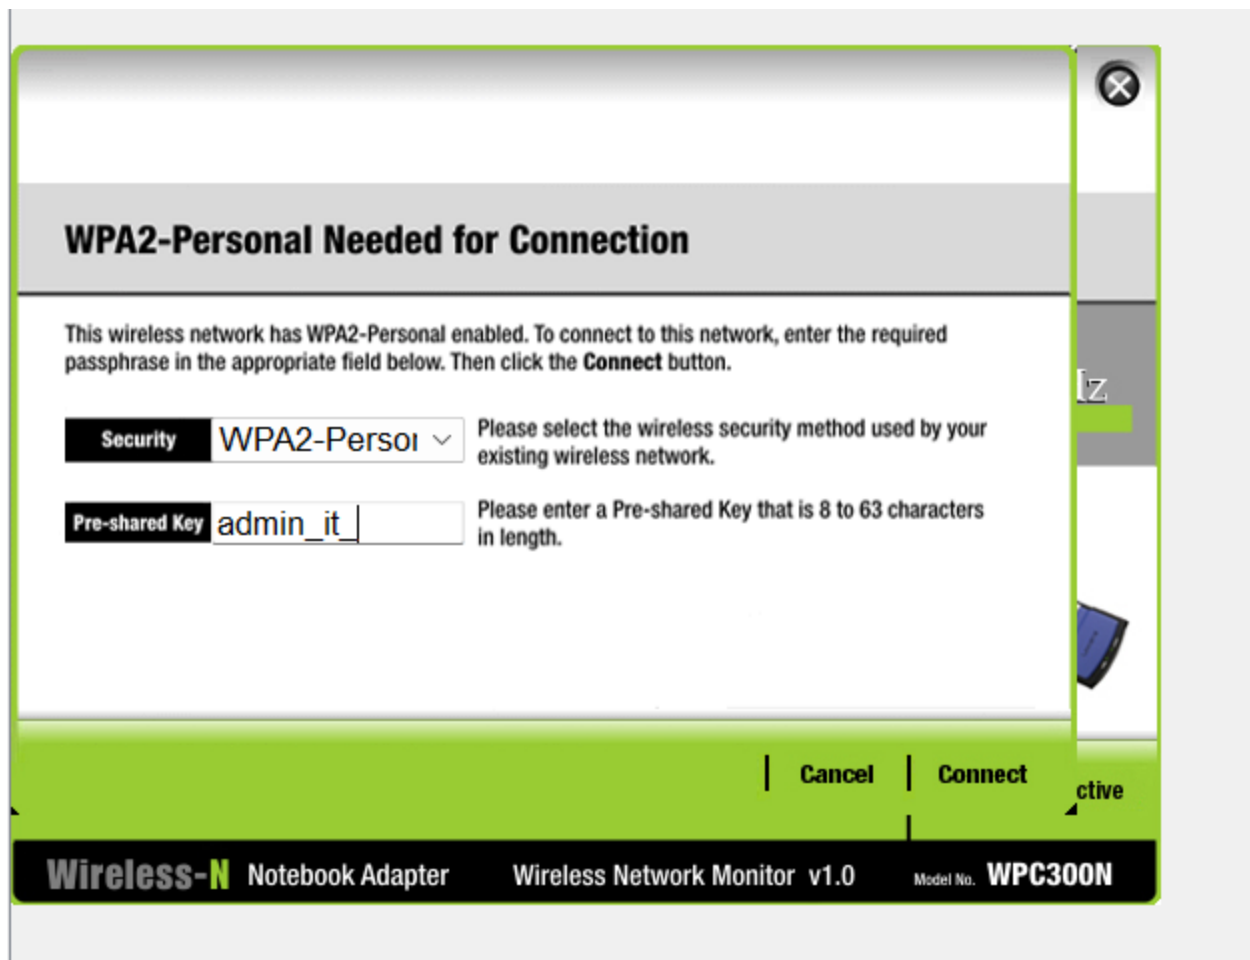 WPA2-Personal Needed for Connection
This wireless network has WPA2-Personal enabled. To connect to this network, enter the required
passphrase in the appropriate field below. Then click the Connect button.
Security WPA2-Person Please select the wireless security method used by your
existing wireless network.
Pre-shared Key admin_it_ Please enter a Pre-shared Key that is 8 to 63 characters
in length.
Cancel Connect
ctive
Wireless-N Notebook Adapter Wireless Network Monitor v1.0 Model No. WPC300N